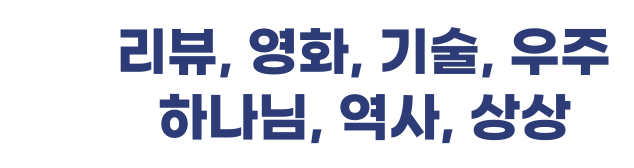 리뷰, 영화, 기술, 우주
하나님, 역사, 상상